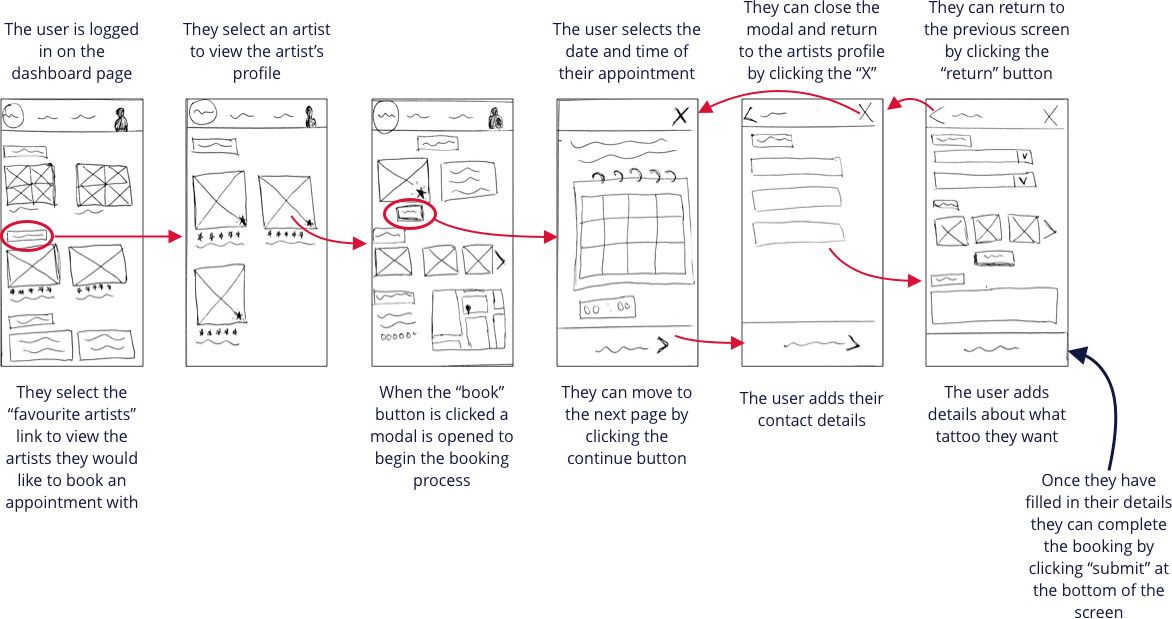 The user is logged
in on the
dashboard page
They select an artist
to view the artist’s
profile
The user selects the
date and time of
their appointment
They can close the
modal and return
to the artists profile
by clicking the “X”
They can return to
the previous screen
by clicking the
“return” button
They select the
“favourite artists”
link to view the
artists they would
like to book an
appointment with
When the “book”
button is clicked a
modal is opened to
begin the booking
process
They can move to
the next page by
clicking the
continue button
The user adds their
contact details
The user adds
details about what
tattoo they want
Once they have
filled in their details
they can complete
the booking by
clicking “submit” at
the bottom of the
screen